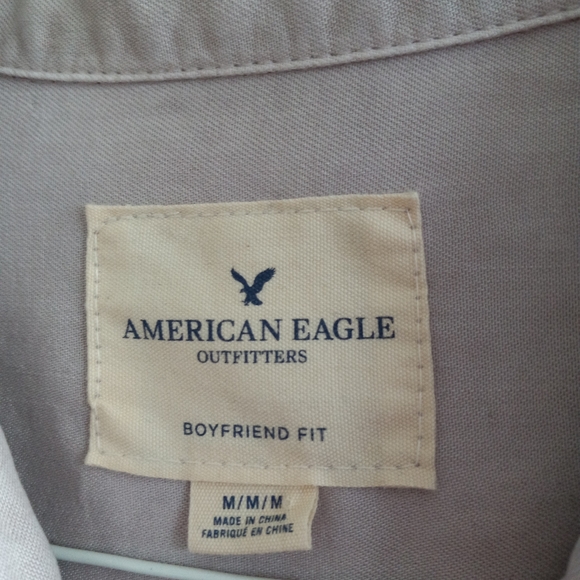 AMERICAN EAGLE
OUTFITTERS
BOYFRIEND FIT
M/M/M
MADE IN CHINA
FABRIQUÉ EN CHINE